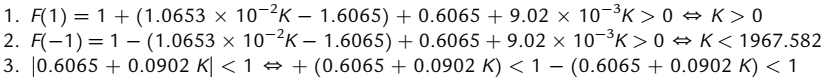 1. F(1) = 1 + (1.0653 × 10⁻²K – 1.6065) + 0.6065 + 9.02 × 10⁻³K > 0 ⇔ K > 0
2. F(−1) = 1 – (1.0653 × 10⁻²K – 1.6065) + 0.6065 + 9.02 × 10⁻³K > 0 ⇔ K < 1967.582
3. |0.6065 + 0.0902 K| < 1 ⇔ + (0.6065 + 0.0902 K) < 1 – (0.6065 + 0.0902 K) < 1